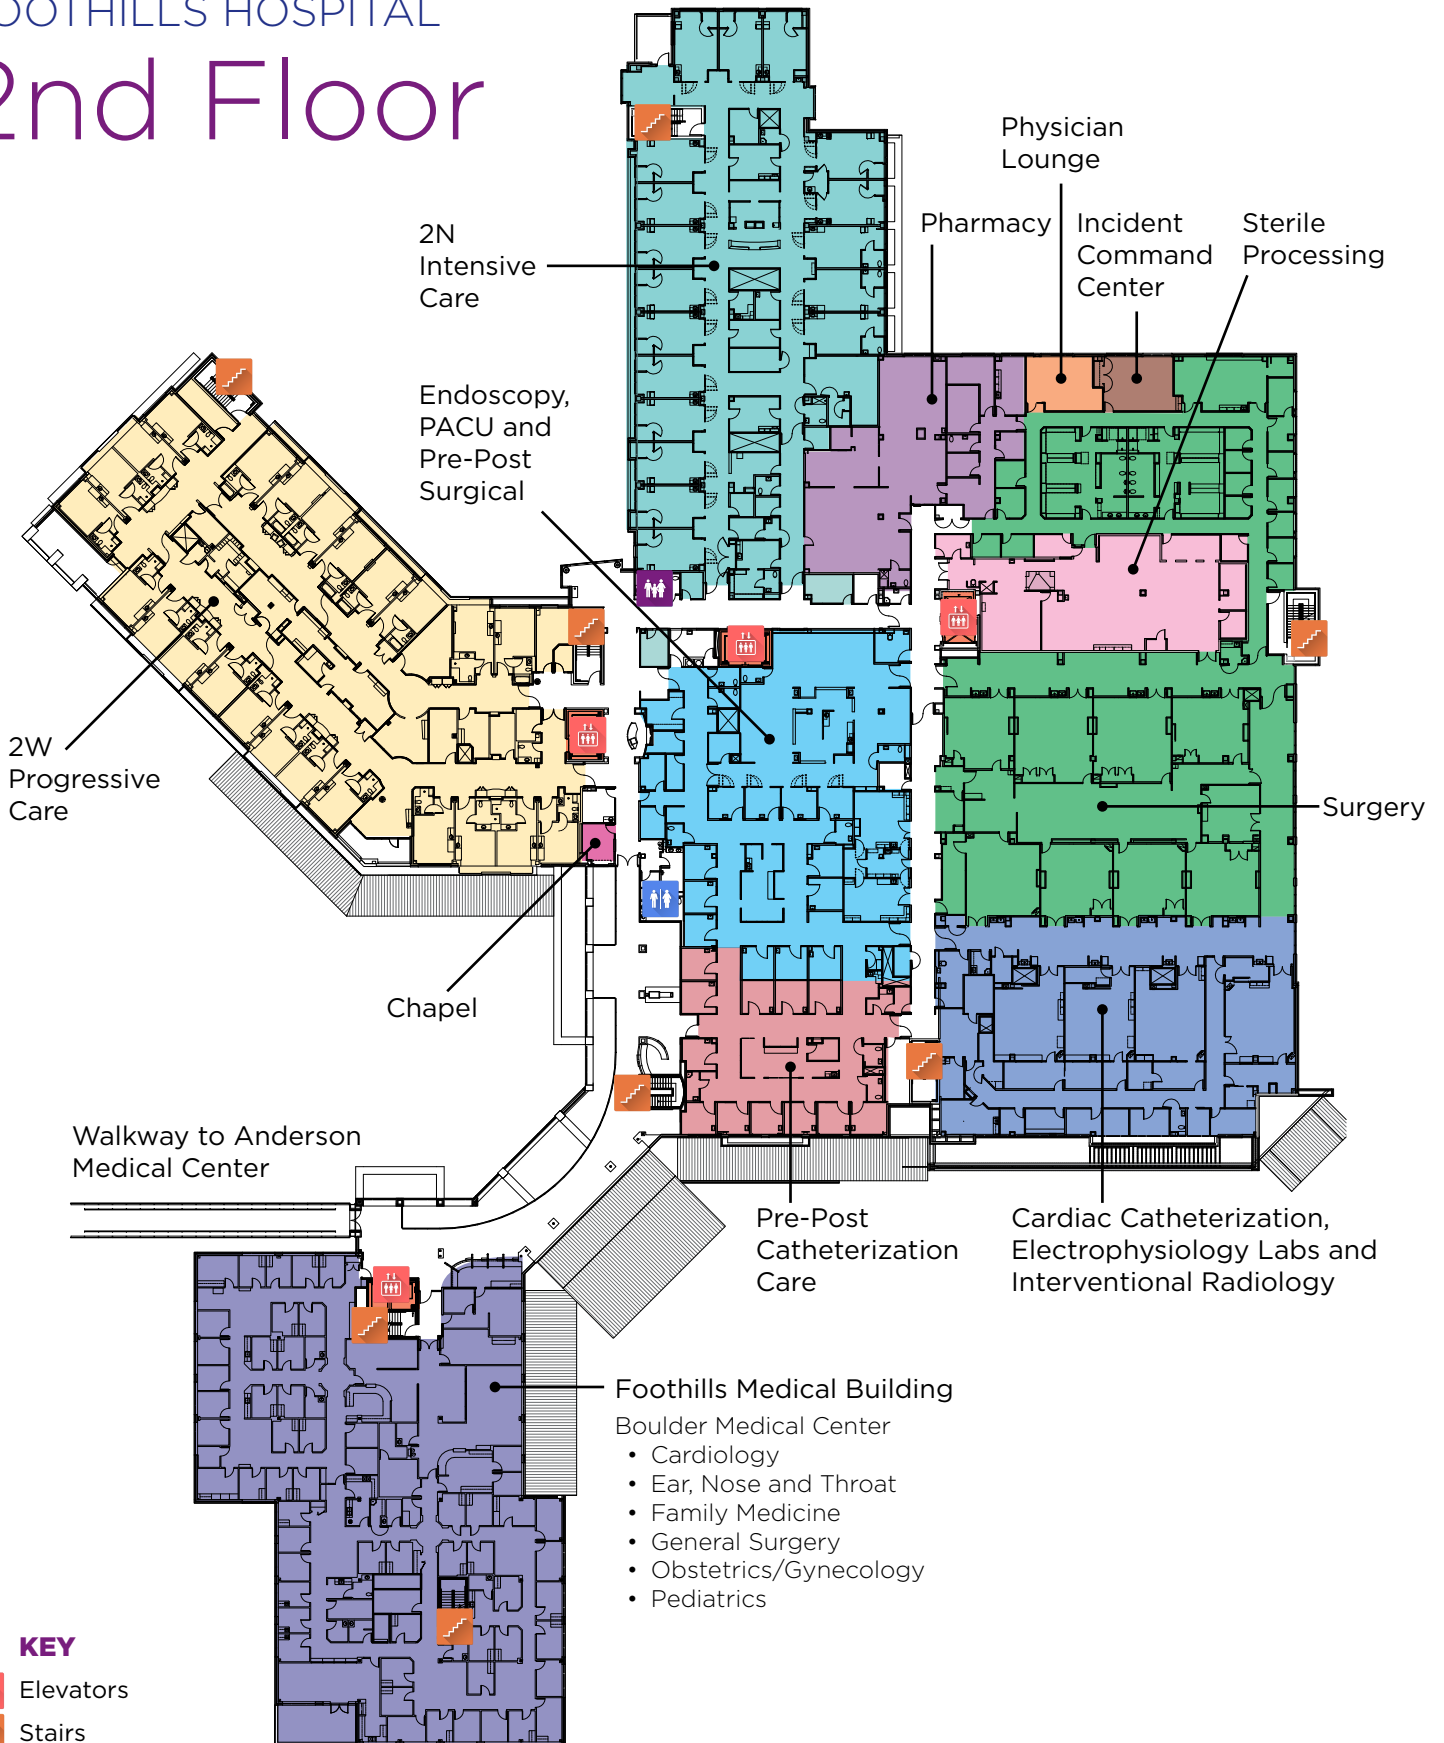 OOTHILLS HOSPITAL
2nd Floor
Physician
Lounge
Pharmacy
Incident
Command
Center
Sterile
Processing
2N
Intensive
Care
Endoscopy,
PACU and
Pre-Post
Surgical
2W
Progressive
Care
Surgery
Chapel
Walkway to Anderson
Medical Center
Pre-Post
Catheterization
Care
Cardiac Catheterization,
Electrophysiology Labs and
Interventional Radiology
Foothills Medical Building
Boulder Medical Center
• Cardiology
• Ear, Nose and Throat
• Family Medicine
• General Surgery
• Obstetrics/Gynecology
• Pediatrics
KEY
Elevators
Stairs